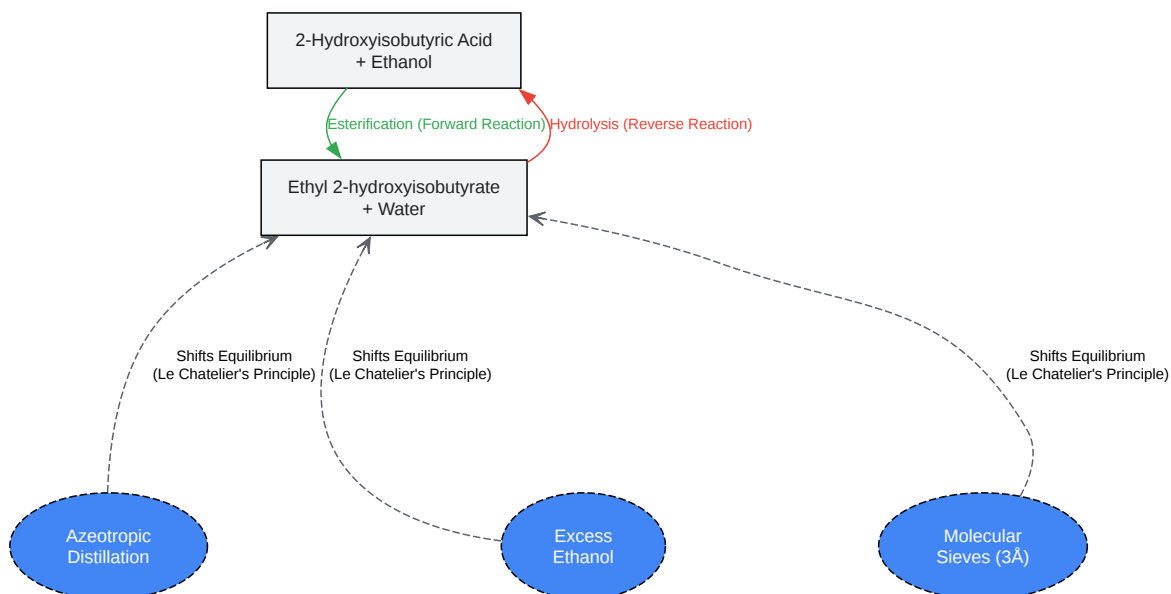 2-Hydroxyisobutyric Acid
+ Ethanol
Esterification (Forward Reaction)
Hydrolysis (Reverse Reaction)
Ethyl 2-hydroxyisobutyrate
+ Water
Shifts Equilibrium
(Le Chatelier's Principle)
Shifts Equilibrium
(Le Chatelier's Principle)
Shifts Equilibrium
(Le Chatelier's Principle)
Azeotropic
Distillation
Excess
Ethanol
Molecular
Sieves (3Å)